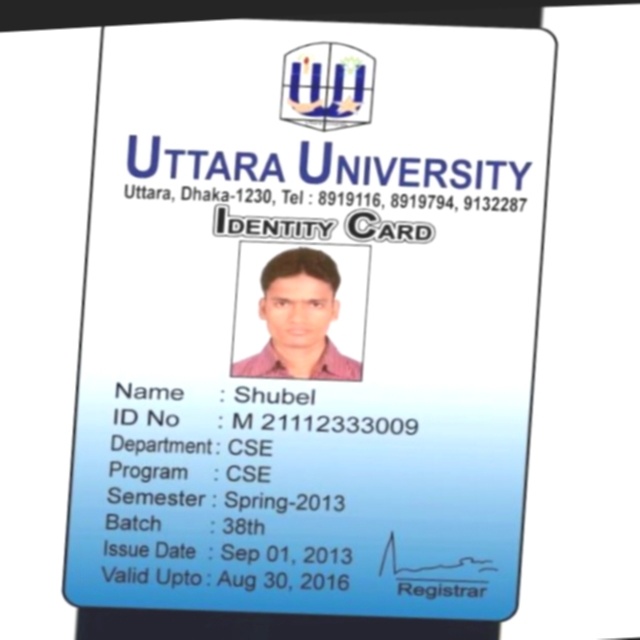 UU
UTTARA UNIVERSITY
Uttara, Dhaka-1230, Tel : 8919116, 8919794, 9132287
IDENTITY CARD
Name : Shubel
ID No : M 21112333009
Department : CSE
Program : CSE
Semester : Spring-2013
Batch : 38th
Issue Date : Sep 01, 2013
Valid Upto : Aug 30, 2016
Registrar